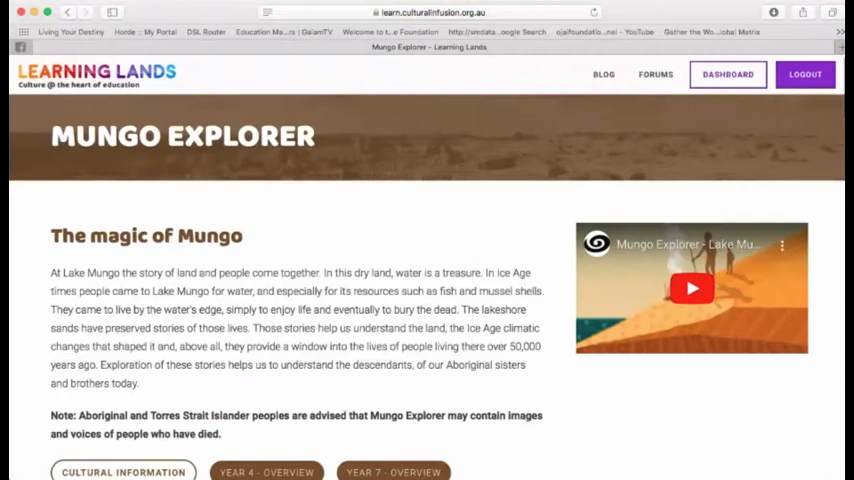 learn.culturalinfusion.org.au
Living Your Destiny Horde :: My Portal DSL Router Education Ma...rs | GaiamTV Welcome to t...e Foundation http://smdata...oogle Search ojaifoundatio...nai - YouTube Gather the Wo...lobal Matrix
Mungo Explorer – Learning Lands
LEARNING LANDS
Culture @ the heart of education
BLOG FORUMS DASHBOARD LOGOUT
MUNGO EXPLORER
The magic of Mungo
Mungo Explorer - Lake Mu...
At Lake Mungo the story of land and people come together. In this dry land, water is a treasure. In Ice Age
times people came to Lake Mungo for water, and especially for its resources such as fish and mussel shells.
They came to live by the water's edge, simply to enjoy life and eventually to bury the dead. The lakeshore
sands have preserved stories of those lives. Those stories help us understand the land, the Ice Age climatic
changes that shaped it and, above all, they provide a window into the lives of people living there over 50,000
years ago. Exploration of these stories helps us to understand the descendants, of our Aboriginal sisters
and brothers today.
Note: Aboriginal and Torres Strait Islander peoples are advised that Mungo Explorer may contain images
and voices of people who have died.
CULTURAL INFORMATION YEAR 4 - OVERVIEW YEAR 7 - OVERVIEW